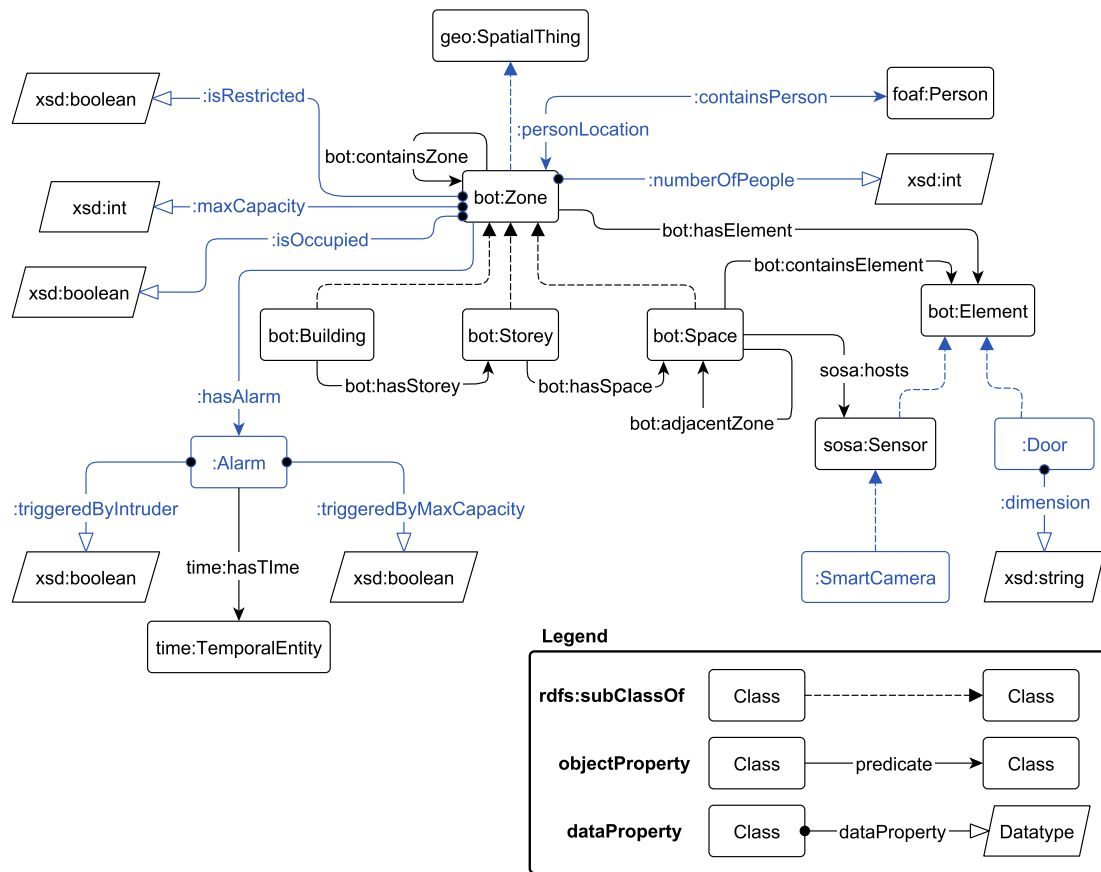 geo:SpatialThing
xsd:boolean
:isRestricted
:containsPerson
foaf:Person
:personLocation
bot:containsZone
xsd:int
:maxCapacity
bot:Zone
:numberOfPeople
xsd:int
:isOccupied
bot:hasElement
xsd:boolean
bot:containsElement
bot:Element
bot:Building
bot:Storey
bot:Space
bot:hasStorey
bot:hasSpace
sosa:hosts
:hasAlarm
bot:adjacentZone
:Alarm
sosa:Sensor
:Door
:triggeredByIntruder
:triggeredByMaxCapacity
:dimension
xsd:boolean
time:hasTIme
xsd:boolean
:SmartCamera
xsd:string
time:TemporalEntity
Legend
rdfs:subClassOf
Class
Class
objectProperty
Class
predicate
Class
dataProperty
Class
dataProperty
Datatype